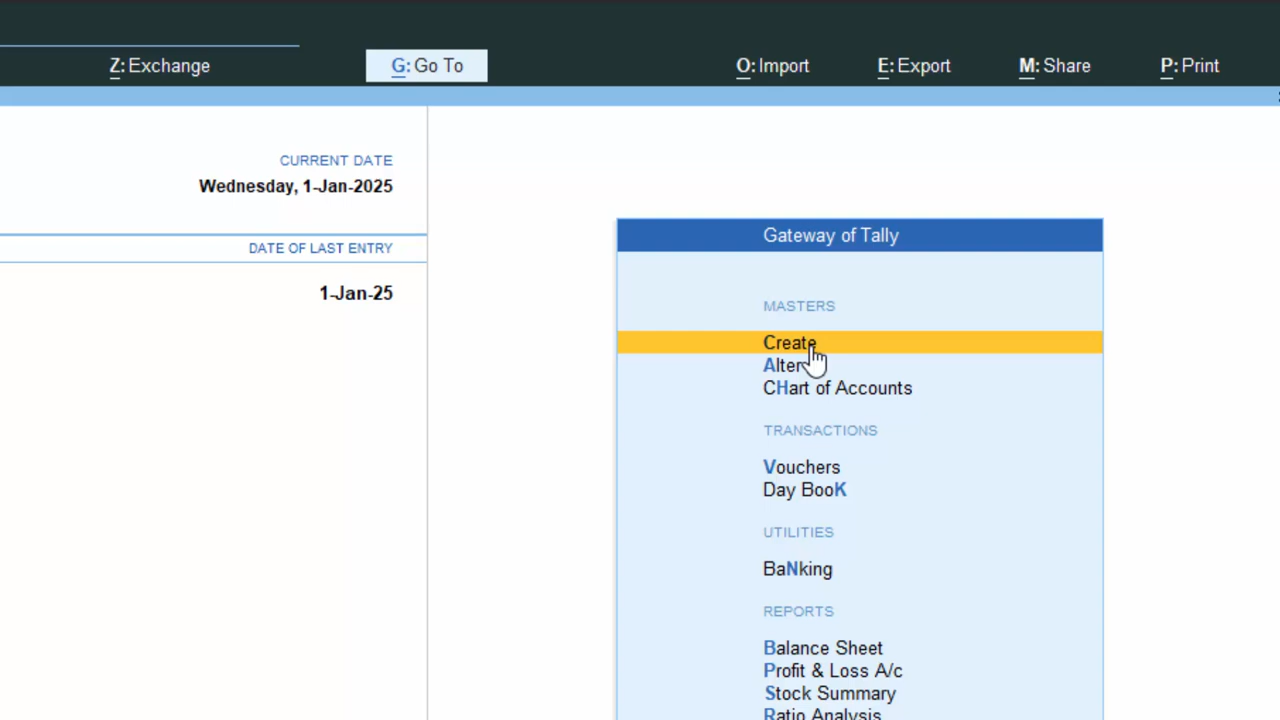 Z: Exchange
G: Go To
O: Import
E: Export
M: Share
P: Print
CURRENT DATE
Wednesday, 1-Jan-2025
DATE OF LAST ENTRY
1-Jan-25
Gateway of Tally
MASTERS
Create
Alter
CHart of Accounts
TRANSACTIONS
Vouchers
Day BooK
UTILITIES
BaNking
REPORTS
Balance Sheet
Profit & Loss A/c
Stock Summary
Ratio Analysis